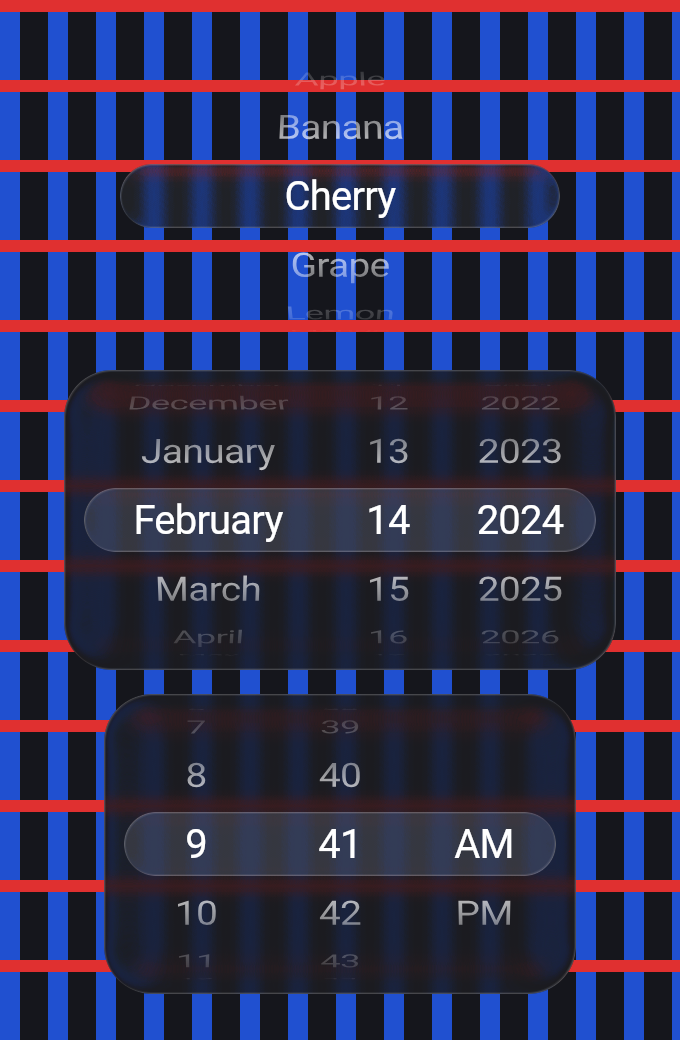 Apple
Banana
Cherry
Grape
Lemon
December 12 2022
January 13 2023
February 14 2024
March 15 2025
April 16 2026
7 39
8 40
9 41 AM
10 42 PM
11 43